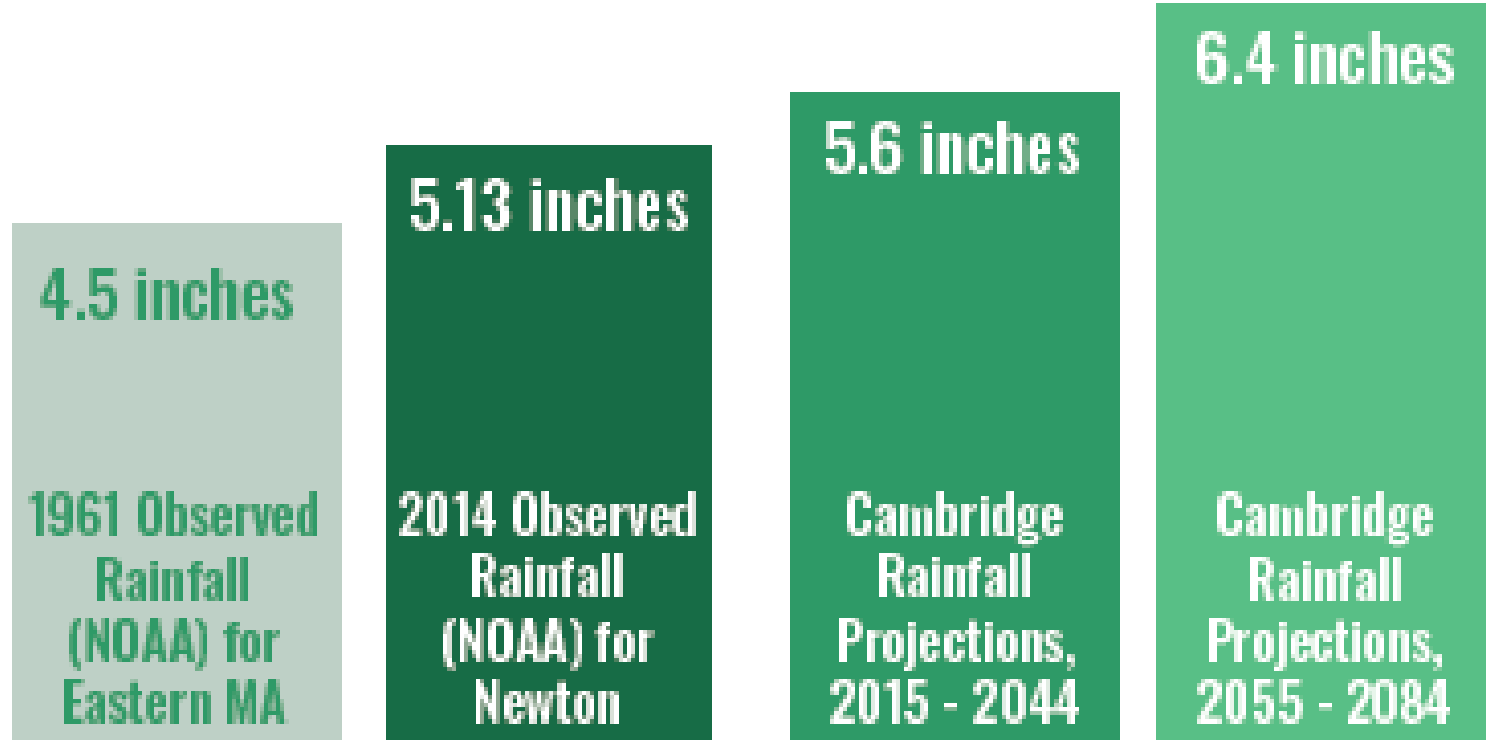 4.5 inches
1961 Observed
Rainfall
(NOAA) for
Eastern MA
5.13 inches
2014 Observed
Rainfall
(NOAA) for
Newton
5.6 inches
Cambridge
Rainfall
Projections,
2015 - 2044
6.4 inches
Cambridge
Rainfall
Projections,
2055 - 2084